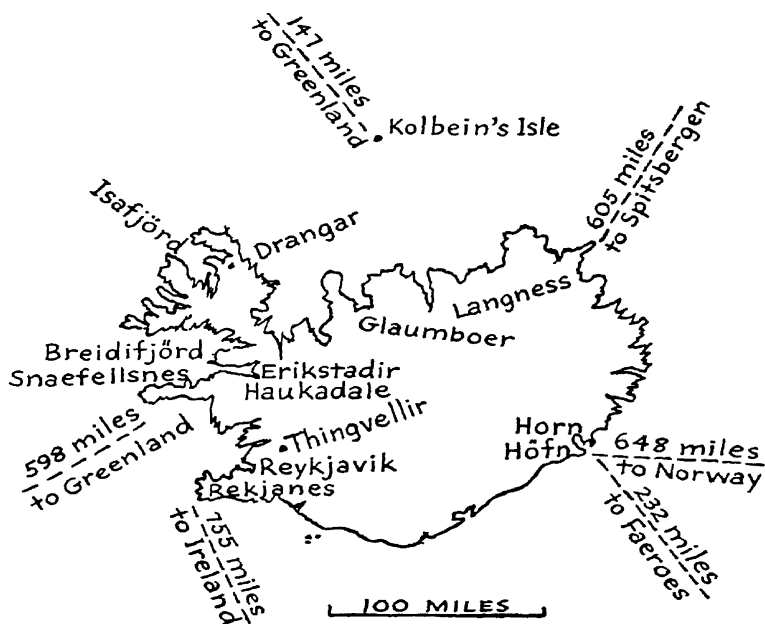 147 miles
to Greenland
Kolbein's Isle
605 miles
to Spitsbergen
Isafjörd
Drangar
Langness
Glaumboer
Breidifjörd
Snaefellsnes
Erikstadir
Haukadale
598 miles
to Greenland
Thingvellir
Reykjavik
Rekjanes
Horn
Höfn
648 miles
to Norway
232 miles
to Faeroes
755 miles
to Ireland
100 MILES